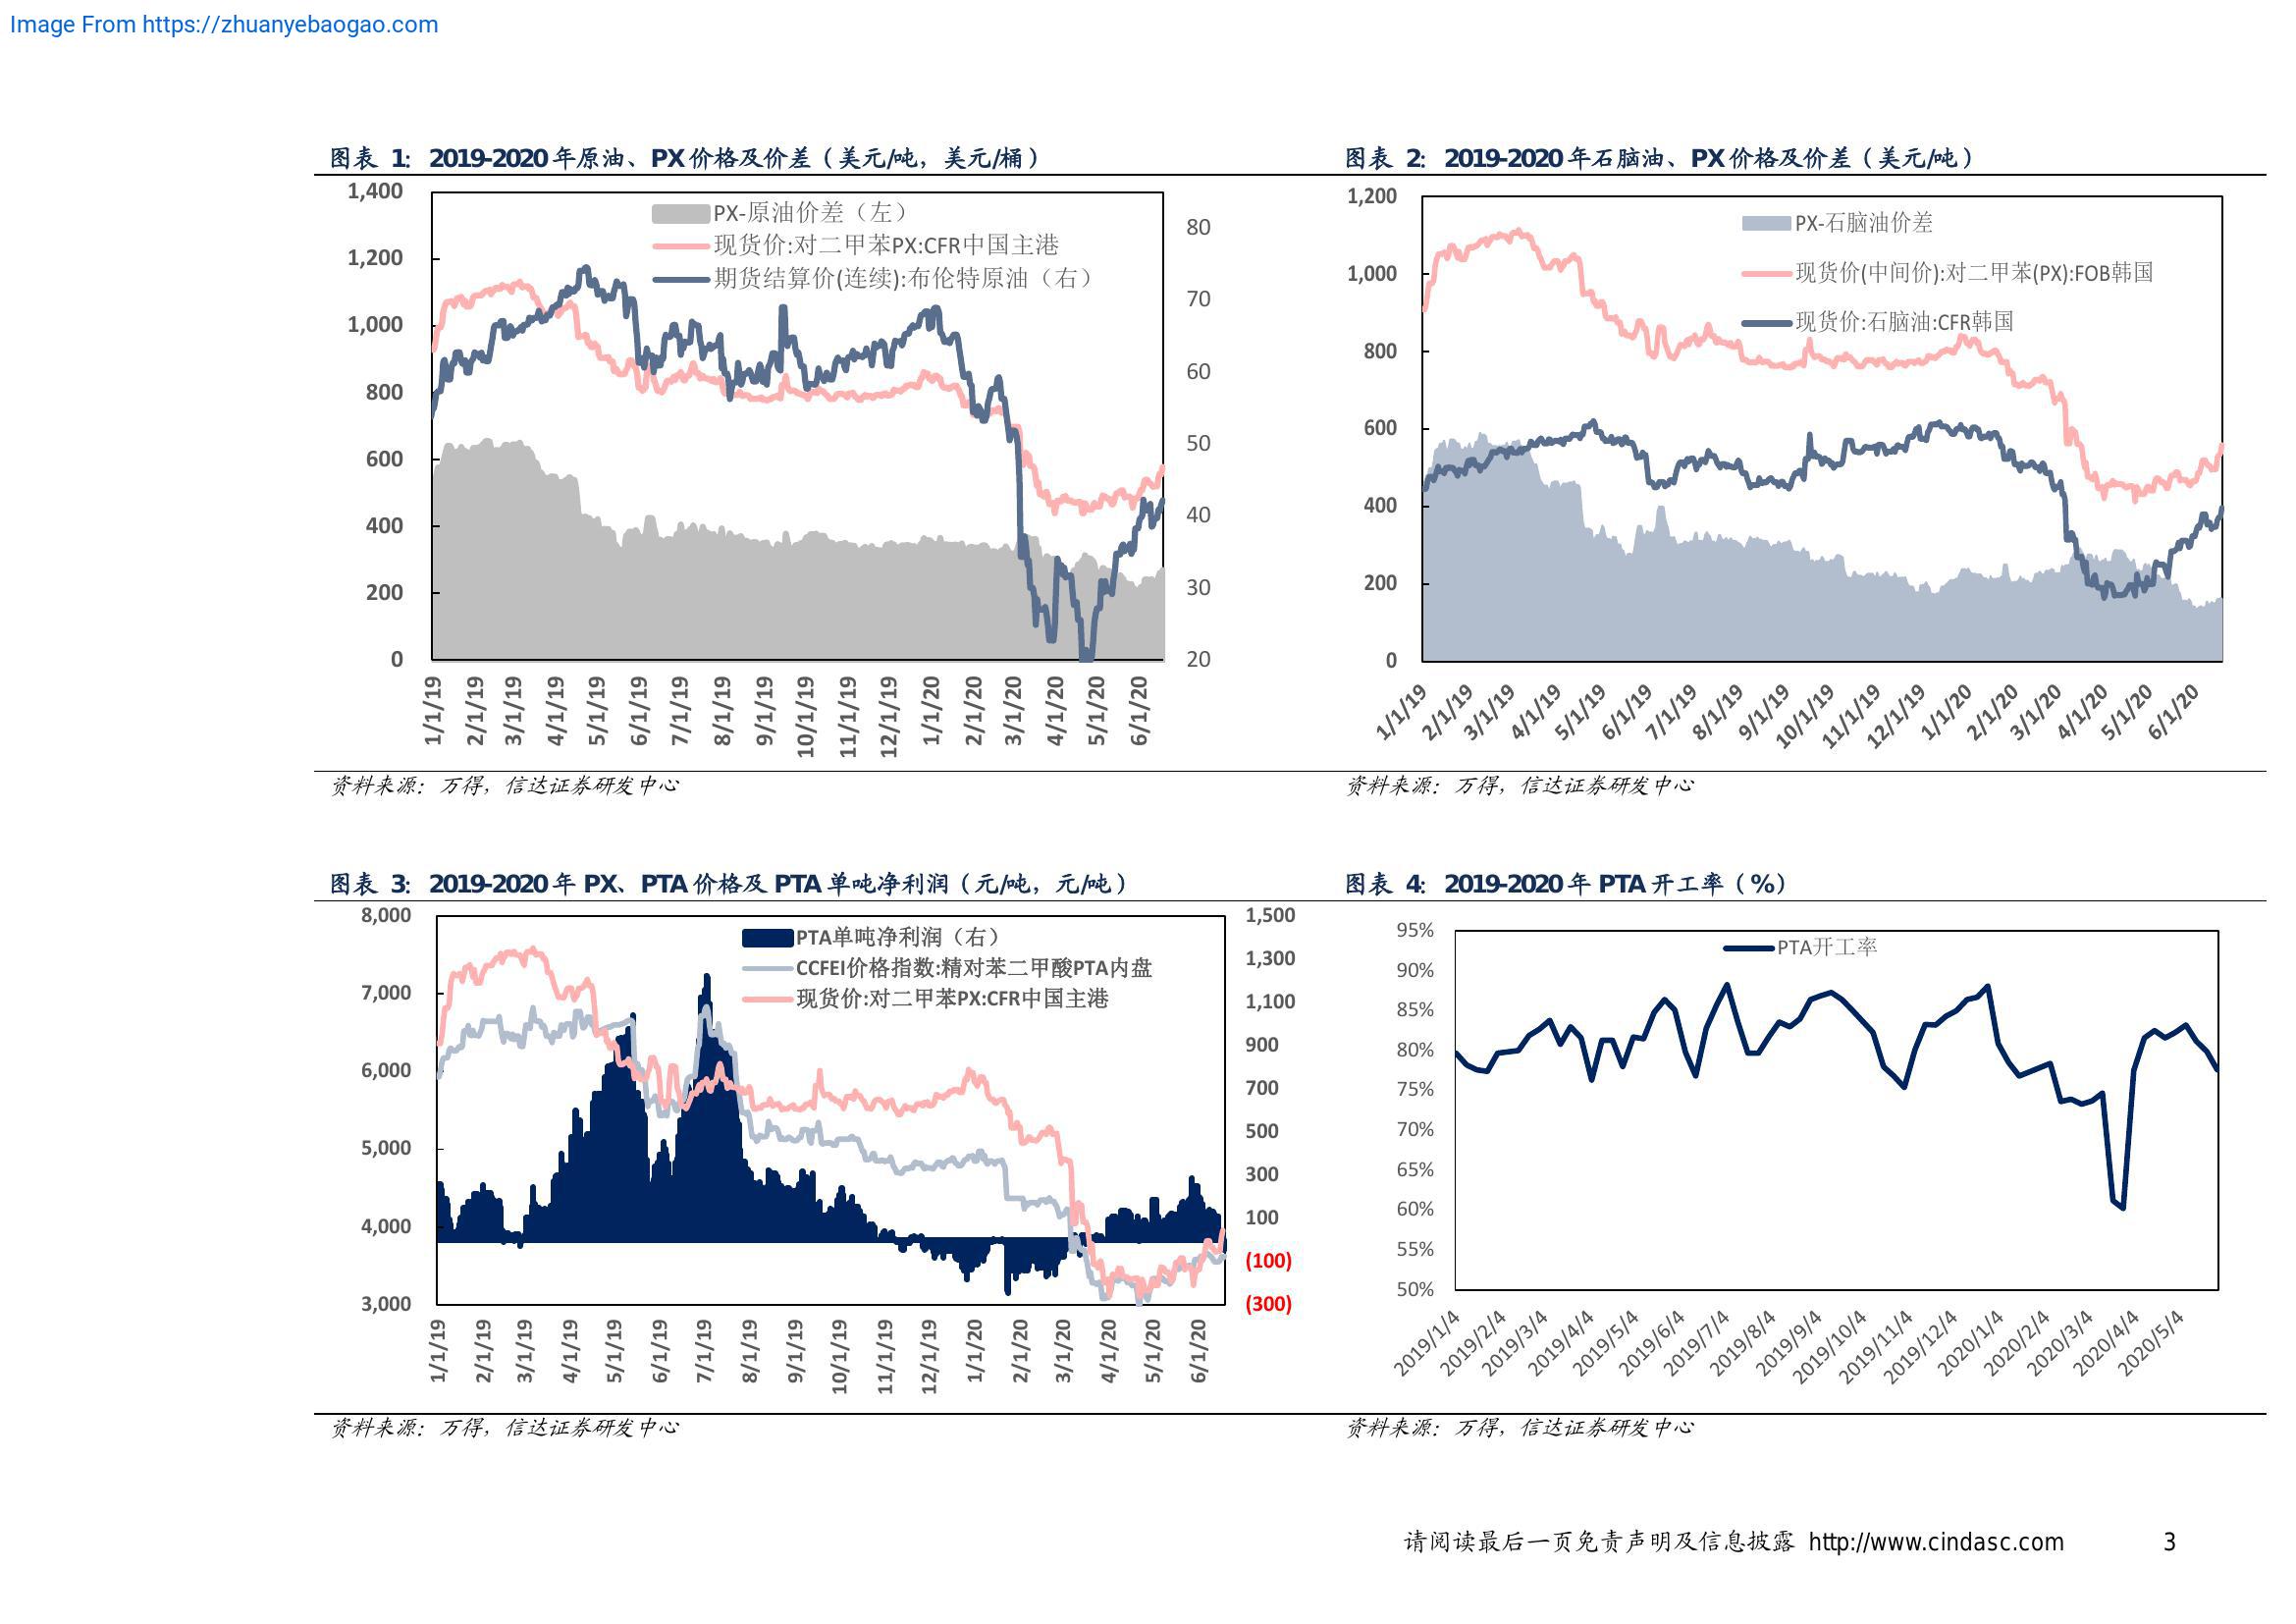 Image From https://zhuanyebaogao.com
图表 1: 2019-2020 年原油、PX 价格及价差（美元/吨，美元/桶）
1,400
1,200
1,000
800
600
400
200
0
PX-原油价差（左）
现货价:对二甲苯PX:CFR中国主港
期货结算价(连续):布伦特原油（右）
80
70
60
50
40
30
20
1/1/19 2/1/19 3/1/19 4/1/19 5/1/19 6/1/19 7/1/19 8/1/19 9/1/19 10/1/19 11/1/19 12/1/19 1/1/20 2/1/20 3/1/20 4/1/20 5/1/20 6/1/20
资料来源：万得，信达证券研发中心
图表 2: 2019-2020 年石脑油、PX 价格及价差（美元/吨）
1,200
1,000
800
600
400
200
0
PX-石脑油价差
现货价(中间价):对二甲苯(PX):FOB韩国
现货价:石脑油:CFR韩国
1/1/19 2/1/19 3/1/19 4/1/19 5/1/19 6/1/19 7/1/19 8/1/19 9/1/19 10/1/19 11/1/19 12/1/19 1/1/20 2/1/20 3/1/20 4/1/20 5/1/20 6/1/20
资料来源：万得，信达证券研发中心
图表 3: 2019-2020 年 PX、PTA 价格及 PTA 单吨净利润（元/吨，元/吨）
8,000
7,000
6,000
5,000
4,000
3,000
PTA单吨净利润（右）
CCFEI价格指数:精对苯二甲酸PTA内盘
现货价:对二甲苯PX:CFR中国主港
1,500
1,300
1,100
900
700
500
300
100
(100)
(300)
1/1/19 2/1/19 3/1/19 4/1/19 5/1/19 6/1/19 7/1/19 8/1/19 9/1/19 10/1/19 11/1/19 12/1/19 1/1/20 2/1/20 3/1/20 4/1/20 5/1/20 6/1/20
资料来源：万得，信达证券研发中心
图表 4: 2019-2020 年 PTA 开工率（%）
95%
90%
85%
80%
75%
70%
65%
60%
55%
50%
PTA开工率
2019/1/4 2019/2/4 2019/3/4 2019/4/4 2019/5/4 2019/6/4 2019/7/4 2019/8/4 2019/9/4 2019/10/4 2019/11/4 2019/12/4 2020/1/4 2020/2/4 2020/3/4 2020/4/4 2020/5/4
资料来源：万得，信达证券研发中心
请阅读最后一页免责声明及信息披露 http://www.cindasc.com 3